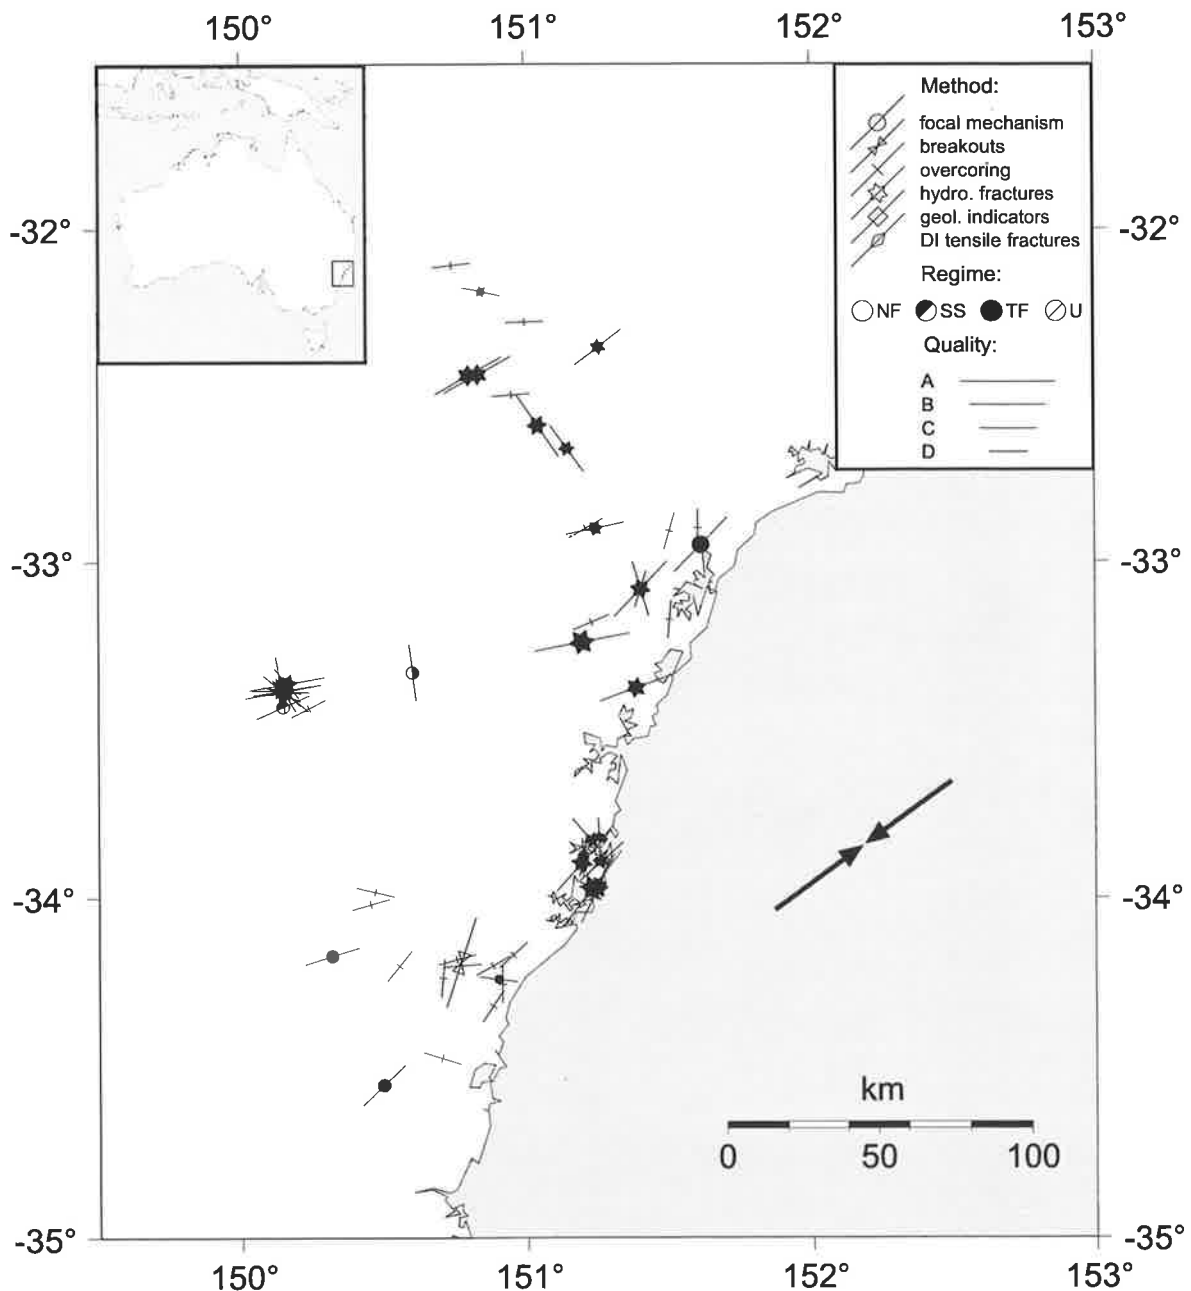 150° 151° 152° 153°
Method:
focal mechanism
breakouts
overcoring
hydro. fractures
geol. indicators
DI tensile fractures
Regime:
NF SS TF U
Quality:
A
B
C
D
-32° -32°
-33° -33°
-34° -34°
km
0 50 100
-35° -35°
150° 151° 152° 153°